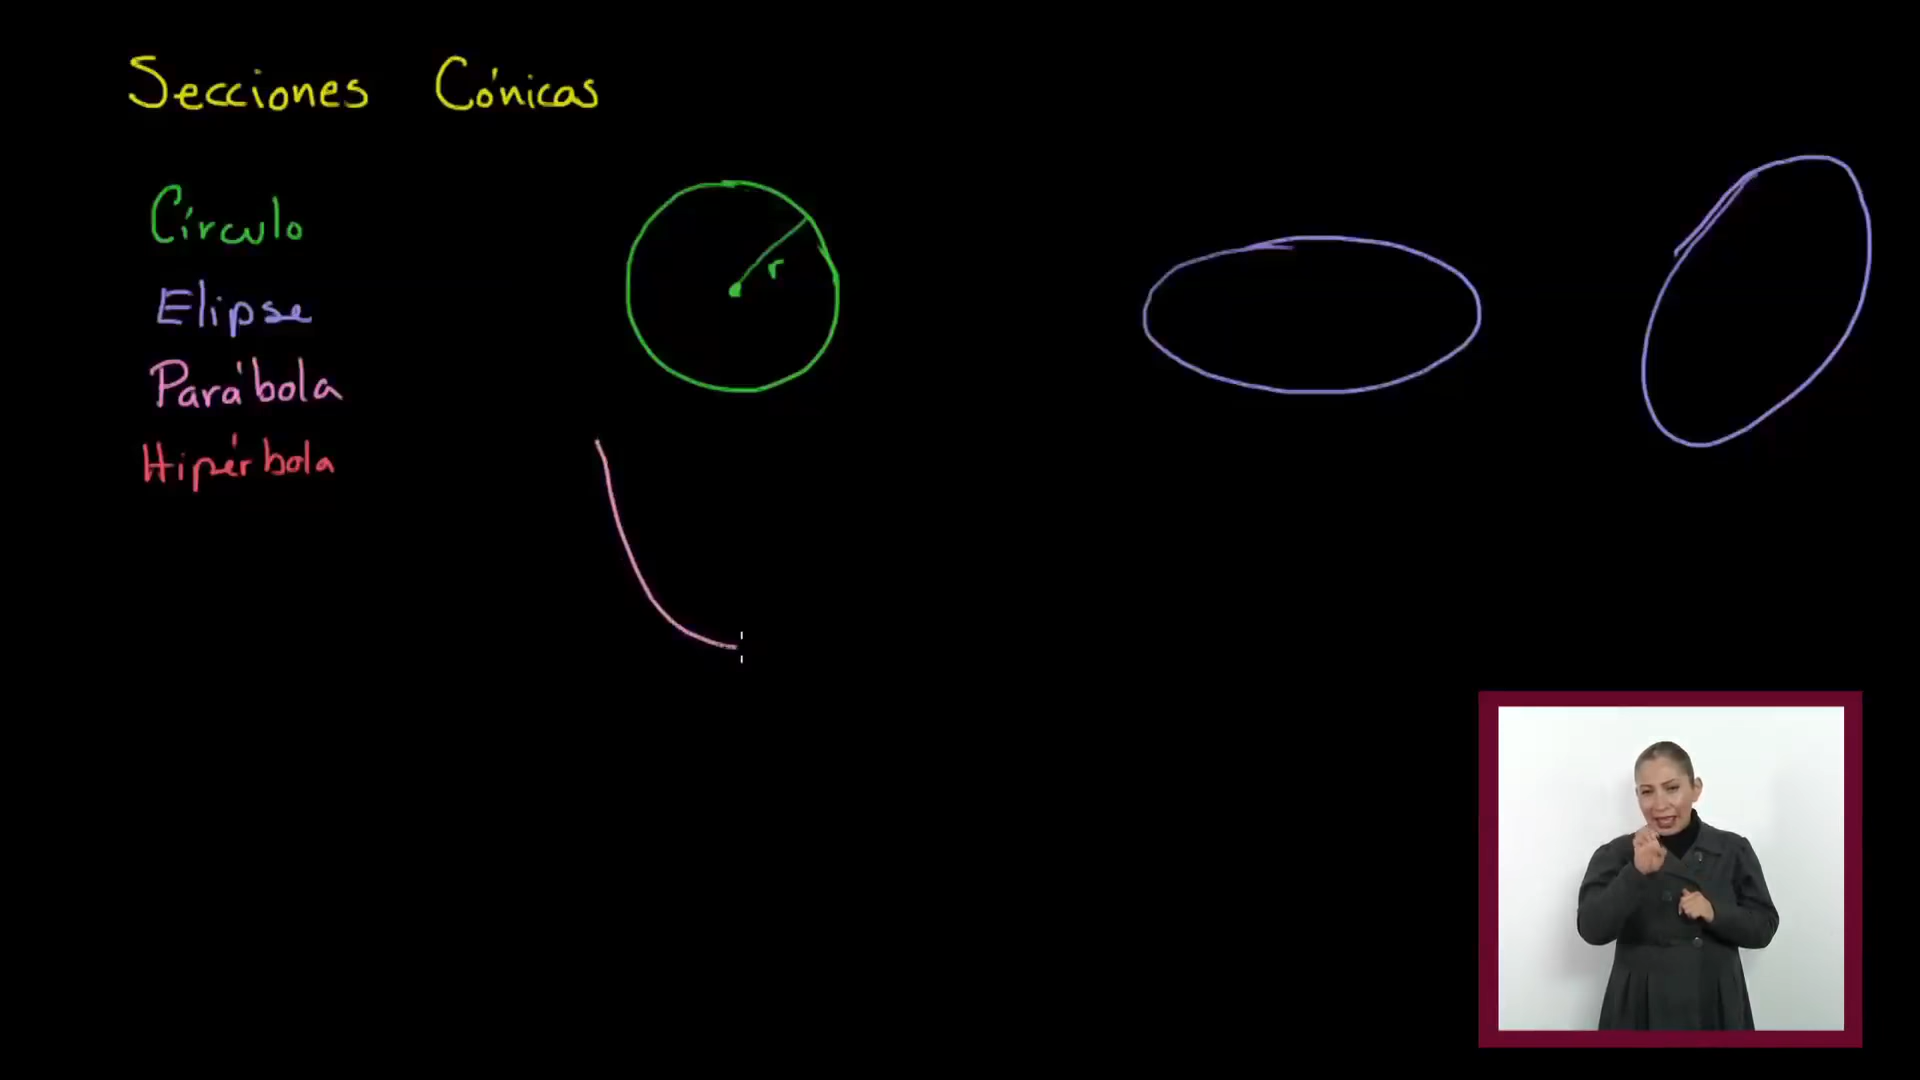 Secciones Cónicas
Círculo
r
Elipse
Parábola
Hipérbola